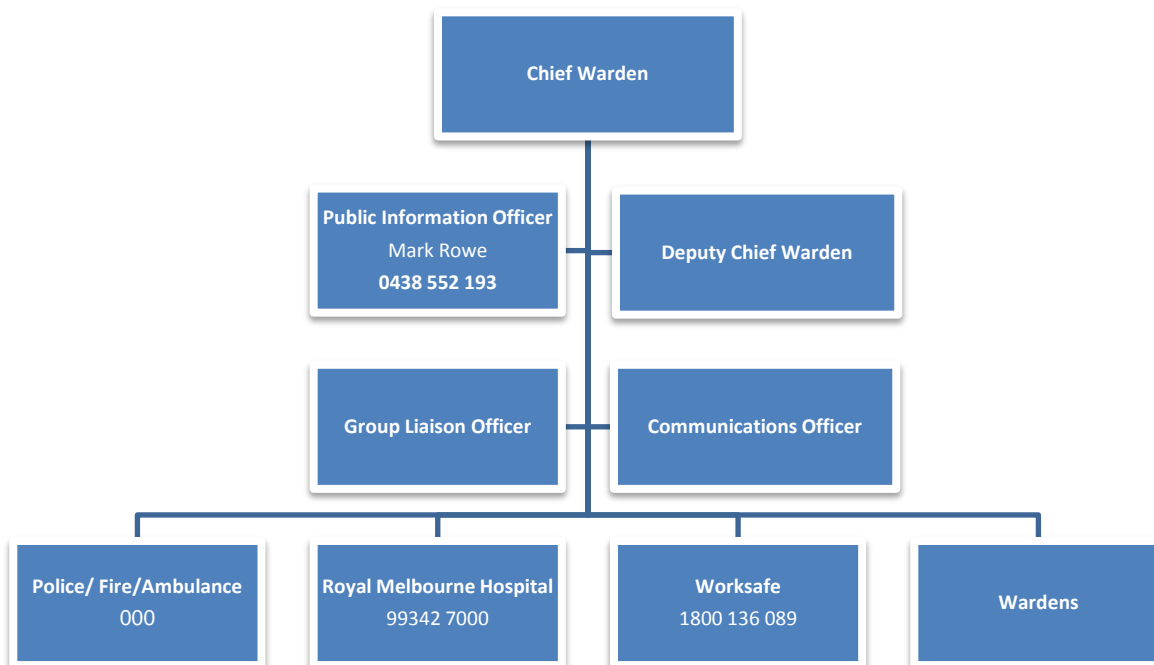 Chief Warden
Public Information Officer
Mark Rowe
0438 552 193
Deputy Chief Warden
Group Liaison Officer
Communications Officer
Police/ Fire/Ambulance
000
Royal Melbourne Hospital
99342 7000
Worksafe
1800 136 089
Wardens